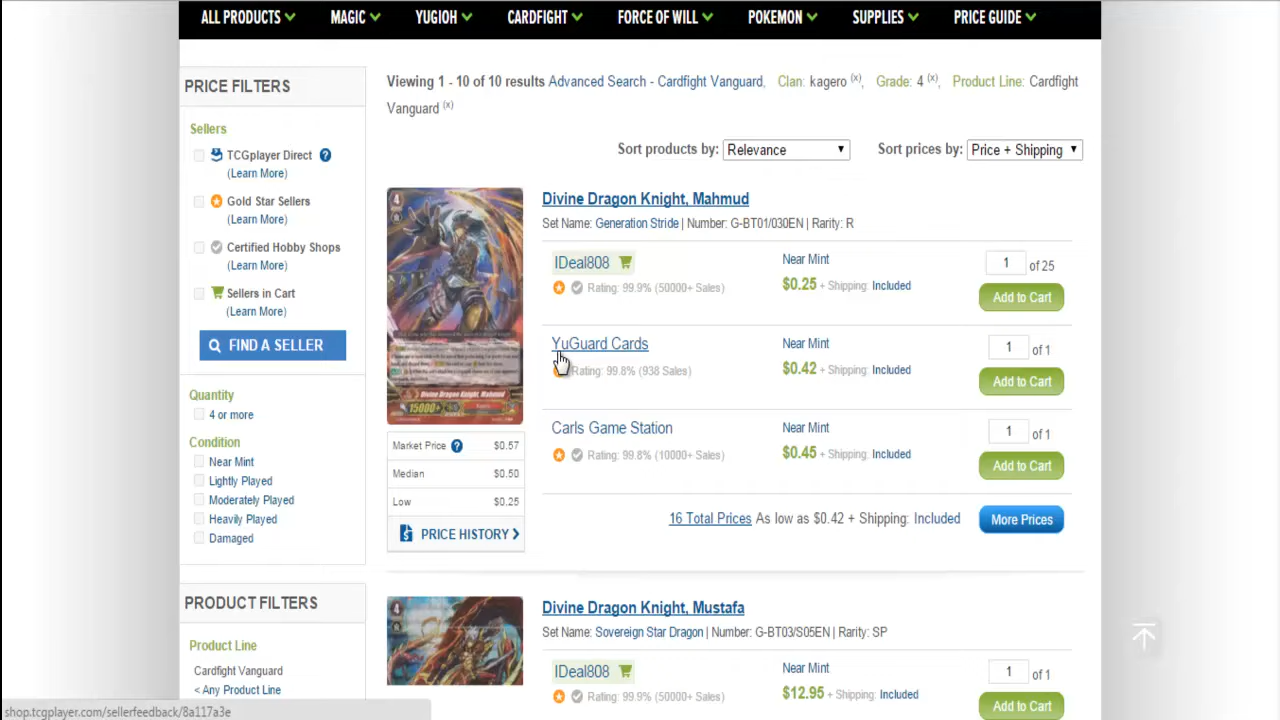 ALL PRODUCTS MAGIC YUGIOH CARDFIGHT FORCE OF WILL POKEMON SUPPLIES PRICE GUIDE
PRICE FILTERS
Sellers
TCGplayer Direct ?
(Learn More)
Gold Star Sellers
(Learn More)
Certified Hobby Shops
(Learn More)
Sellers in Cart
(Learn More)
FIND A SELLER
Quantity
4 or more
Condition
Near Mint
Lightly Played
Moderately Played
Heavily Played
Damaged
PRODUCT FILTERS
Product Line
Cardfight Vanguard
< Any Product Line
Viewing 1 - 10 of 10 results Advanced Search - Cardfight Vanguard, Clan: kagero (x), Grade: 4 (x), Product Line: Cardfight
Vanguard (x)
Sort products by: Relevance Sort prices by: Price + Shipping
Divine Dragon Knight, Mahmud
Set Name: Generation Stride | Number: G-BT01/030EN | Rarity: R
4
Divine Dragon Knight, Mahmud
15000+
IDeal808 Near Mint 1 of 25
Rating: 99.9% (50000+ Sales) $0.25 + Shipping: Included Add to Cart
YuGuard Cards Near Mint 1 of 1
Rating: 99.8% (938 Sales) $0.42 + Shipping: Included Add to Cart
Carls Game Station Near Mint 1 of 1
Rating: 99.8% (10000+ Sales) $0.45 + Shipping: Included Add to Cart
Market Price ? $0.57
Median $0.50
Low $0.25
PRICE HISTORY
16 Total Prices As low as $0.42 + Shipping: Included More Prices
Divine Dragon Knight, Mustafa
Set Name: Sovereign Star Dragon | Number: G-BT03/S05EN | Rarity: SP
4
IDeal808 Near Mint 1 of 1
Rating: 99.9% (50000+ Sales) $12.95 + Shipping: Included Add to Cart
shop.tcgplayer.com/sellerfeedback/8a117a3e